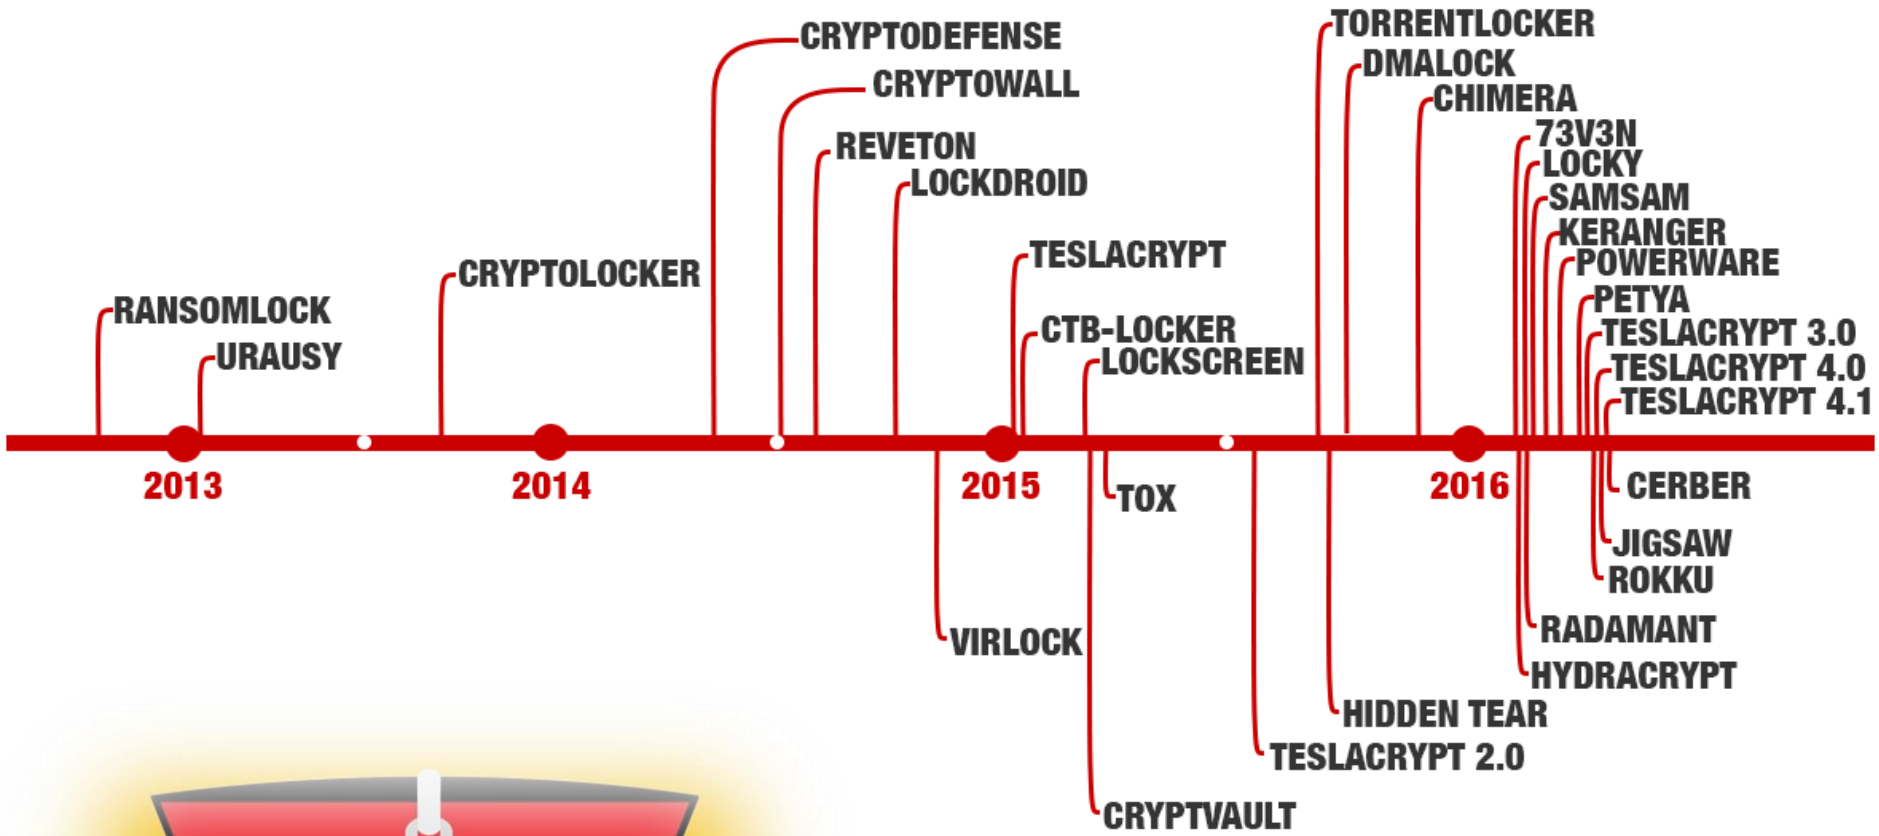 CRYPTODEFENSE
CRYPTOWALL
REVETON
LOCKDROID
TESLACRYPT
CRYPTOLOCKER
RANSOMLOCK
URAUSY
CTB-LOCKER
LOCKSCREEN
TORRENTLOCKER
DMALOCK
CHIMERA
73V3N
LOCKY
SAMSAM
KERANGER
POWERWARE
PETYA
TESLACRYPT 3.0
TESLACRYPT 4.0
TESLACRYPT 4.1
2013
2014
2015
2016
TOX
CERBER
JIGSAW
ROKKU
RADAMANT
VIRLOCK
HYDRACRYPT
HIDDEN TEAR
TESLACRYPT 2.0
CRYPTVAULT